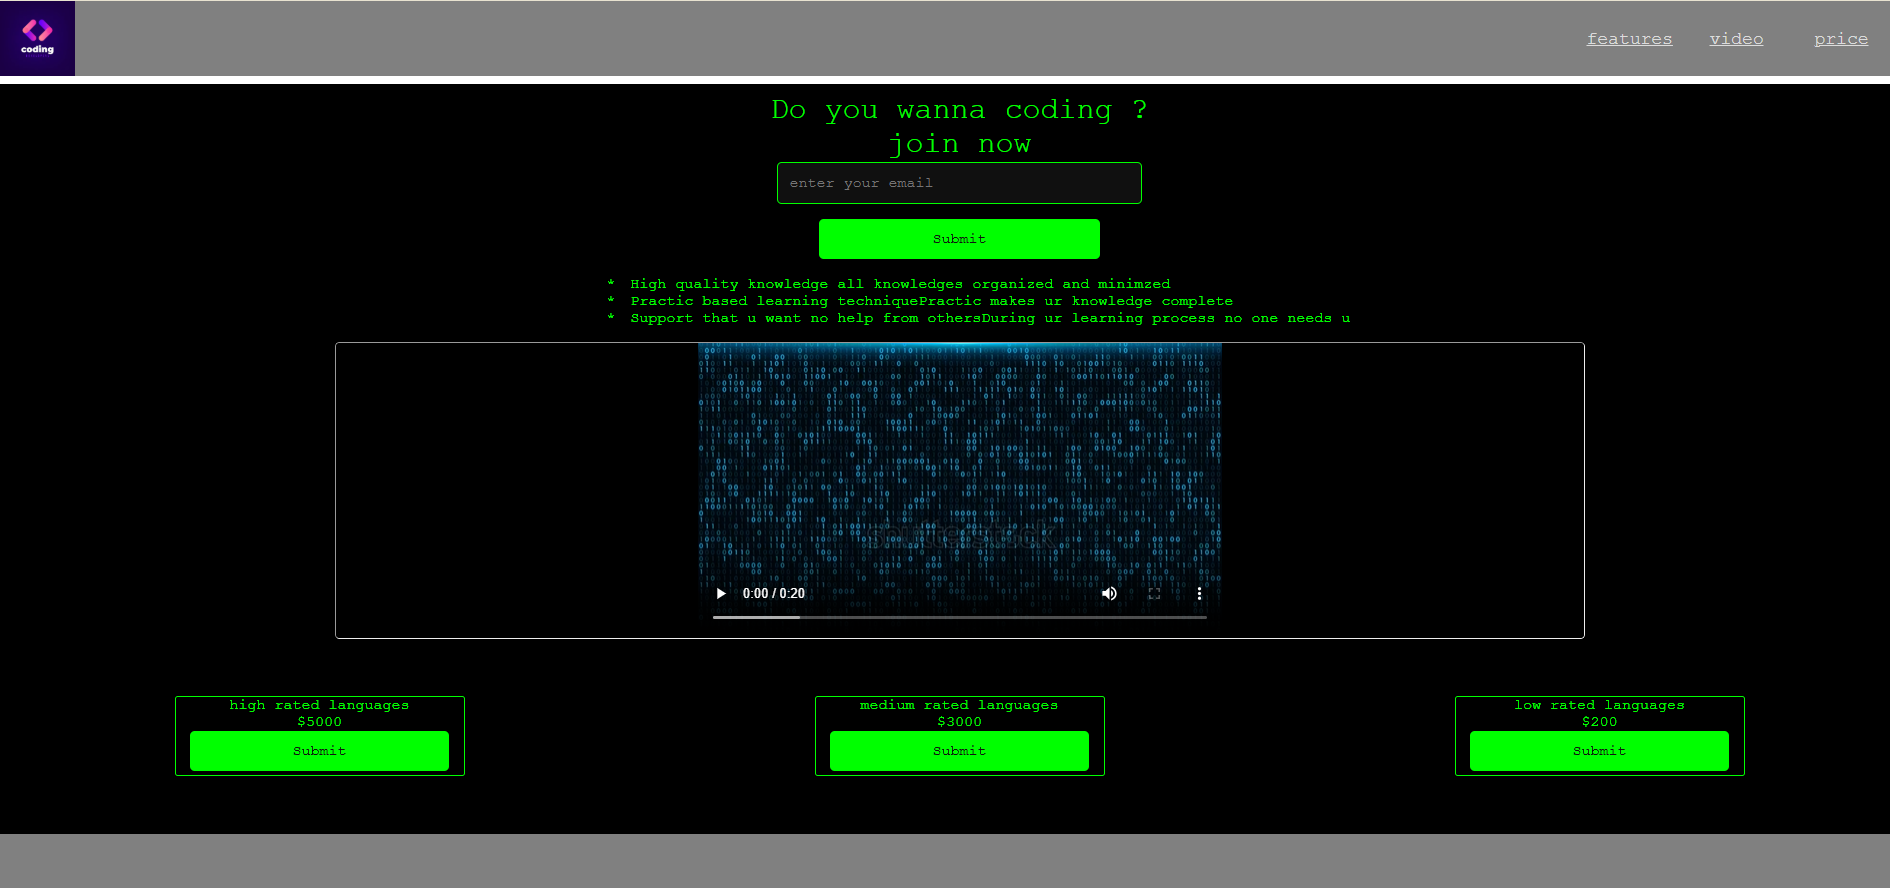 coding
features video price
Do you wanna coding ?
join now
enter your email
Submit
* High quality knowledge all knowledges organized and minimzed
* Practic based learning techniquePractic makes ur knowledge complete
* Support that u want no help from othersDuring ur learning process no one needs u
shutterstock
0:00 / 0:20
high rated languages
$5000
Submit
medium rated languages
$3000
Submit
low rated languages
$200
Submit